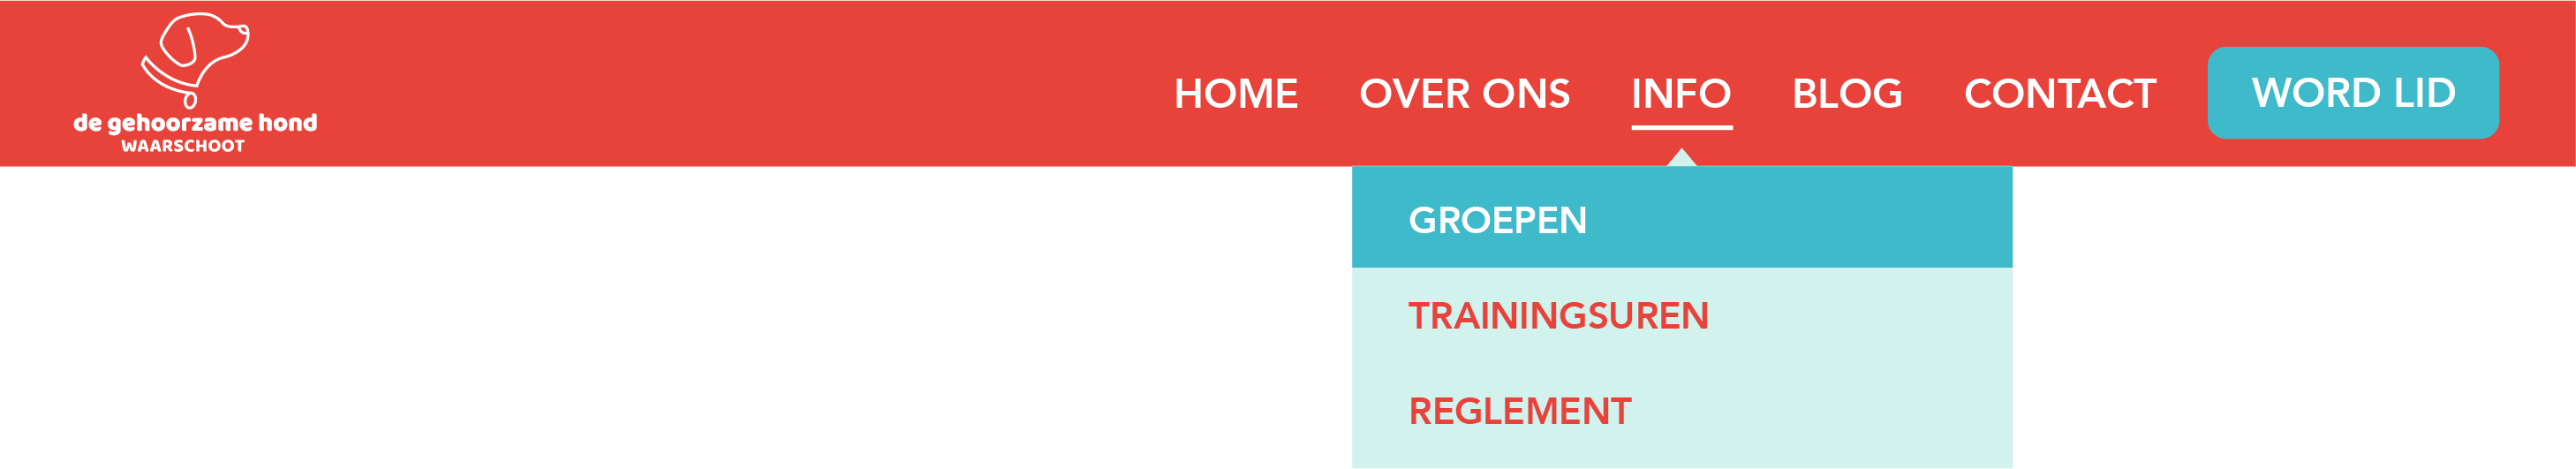 de gehoorzame hond
WAARSCHOOT
HOME OVER ONS INFO BLOG CONTACT WORD LID
GROEPEN
TRAININGSUREN
REGLEMENT